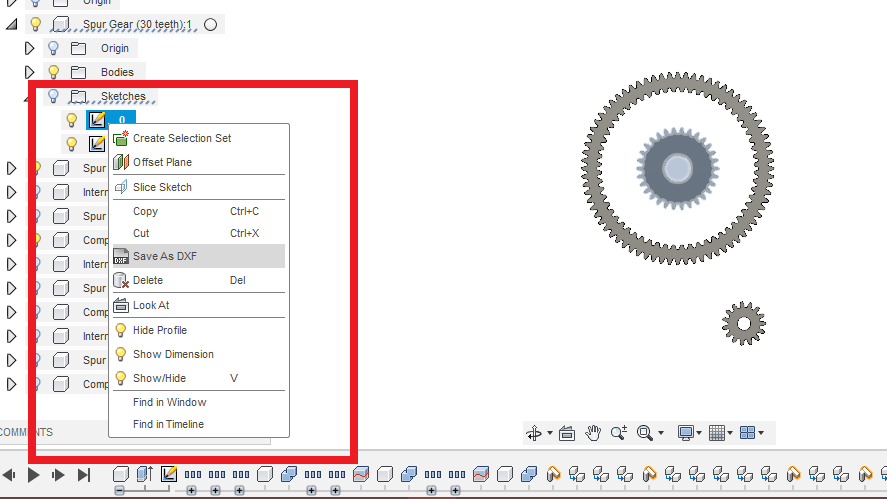 Origin
Spur Gear (30 teeth):1
Origin
Bodies
Sketches
0
Create Selection Set
Spur
Offset Plane
Intern
Slice Sketch
Spur
Copy Ctrl+C
Comp
Cut Ctrl+X
Intern
DXF Save As DXF
Spur
Delete Del
Comp
Look At
Intern
Hide Profile
Spur
Show Dimension
Comp
Show/Hide V
Find in Window
Find in Timeline
COMMENTS